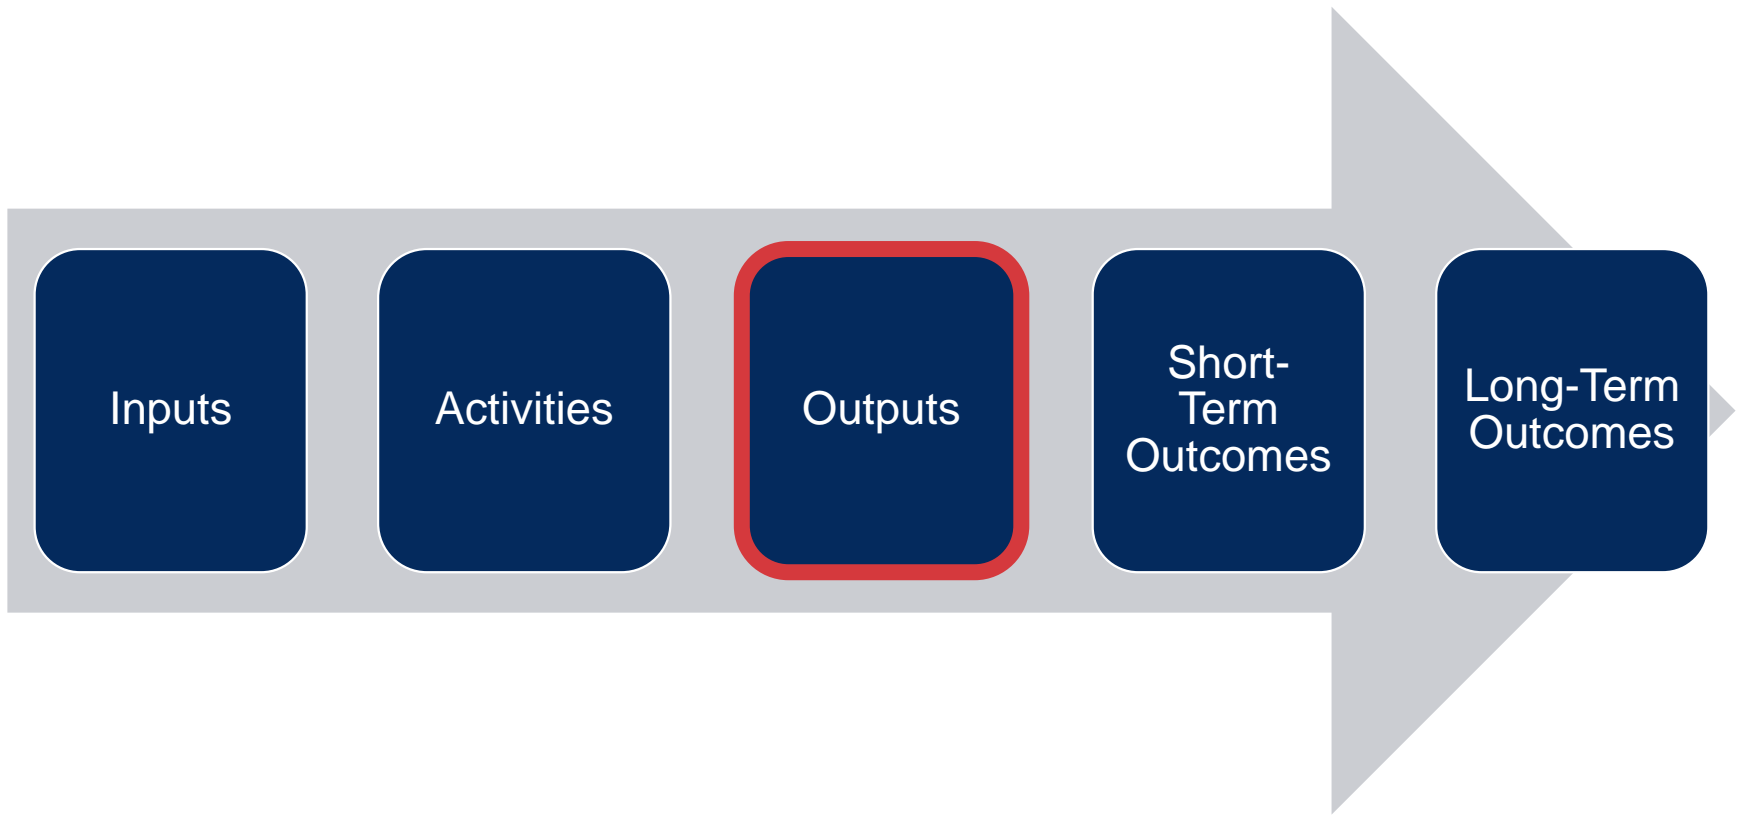 Inputs
Activities
Outputs
Short-
Term
Outcomes
Long-Term
Outcomes